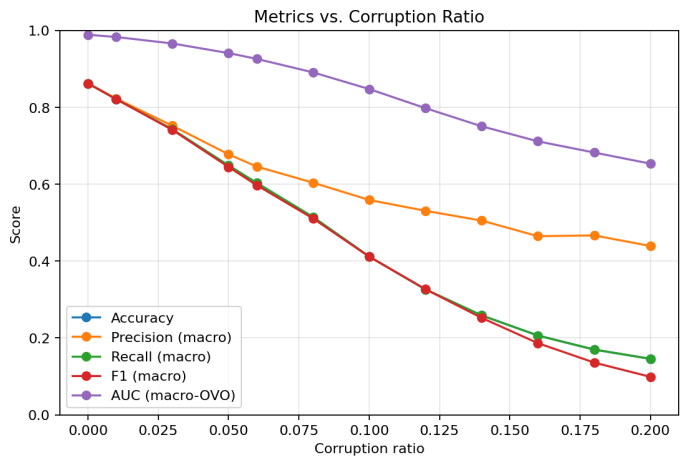 Metrics vs. Corruption Ratio
1.0
0.8
0.6
0.4
0.2
0.0
Score
Accuracy
Precision (macro)
Recall (macro)
F1 (macro)
AUC (macro-OVO)
0.000 0.025 0.050 0.075 0.100 0.125 0.150 0.175 0.200
Corruption ratio